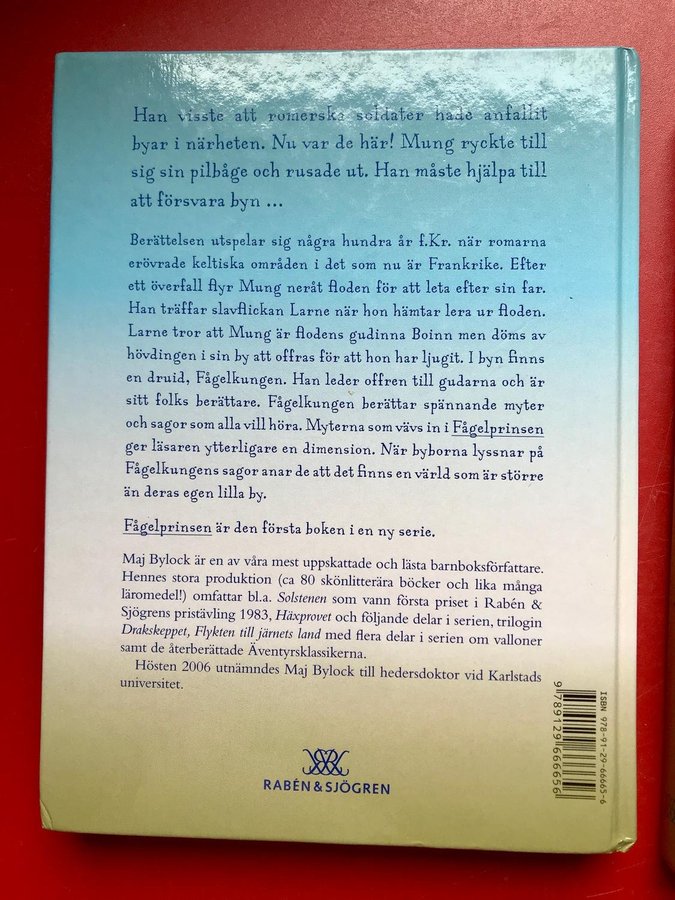 Han visste att romerska soldater hade anfallit
byar i närheten. Nu var de här! Mung ryckte till
sig sin pilbåge och rusade ut. Han måste hjälpa till
att försvara byn ...
Berättelsen utspelar sig några hundra år f.Kr. när romarna
erövrade keltiska områden i det som nu är Frankrike. Efter
ett överfall flyr Mung neråt floden för att leta efter sin far.
Han träffar slavflickan Larne när hon hämtar lera ur floden.
Larne tror att Mung är flodens gudinna Boinn men döms av
hövdingen i sin by att offras för att hon har ljugit. I byn finns
en druid, Fågelkungen. Han leder offren till gudarna och är
sitt folks berättare. Fågelkungen berättar spännande myter
och sagor som alla vill höra. Myterna som vävs in i Fågelprinsen
ger läsaren ytterligare en dimension. När byborna lyssnar på
Fågelkungens sagor anar de att det finns en värld som är större
än deras egen lilla by.
Fågelprinsen är den första boken i en ny serie.
Maj Bylock är en av våra mest uppskattade och lästa barnboksförfattare.
Hennes stora produktion (ca 80 skönlitterära böcker och lika många
läromedel!) omfattar bl.a. Solstenen som vann första priset i Rabén &
Sjögrens pristävling 1983, Häxprovet och följande delar i serien, trilogin
Drakskeppet, Flykten till järnets land med flera delar i serien om valloner
samt de återberättade Äventyrsklassikerna.
Hösten 2006 utnämndes Maj Bylock till hedersdoktor vid Karlstads
universitet.
ISBN 978-91-29-66665-6
9 789129 666656
RABÉN & SJÖGREN